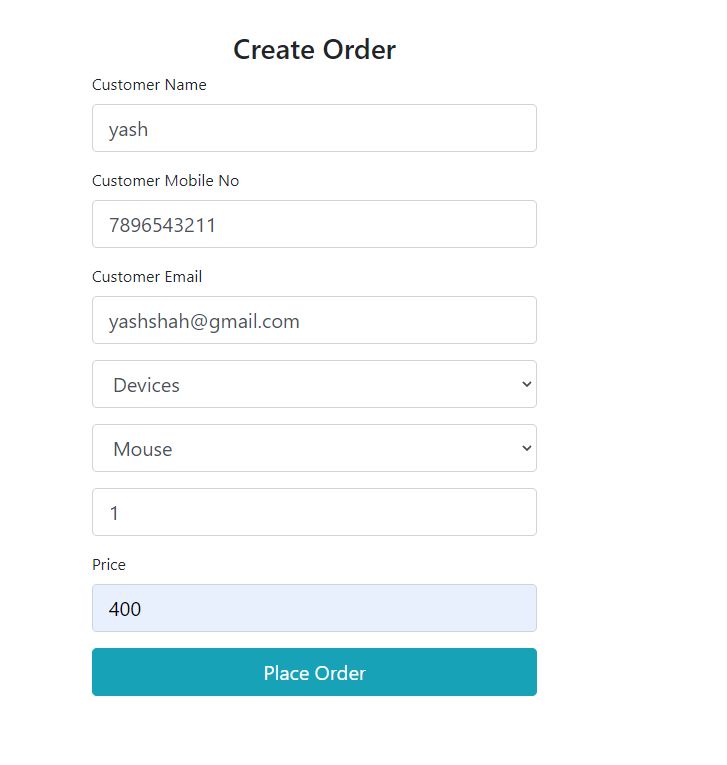 Create Order
Customer Name
yash
Customer Mobile No
7896543211
Customer Email
yashshah@gmail.com
Devices
Mouse
1
Price
400
Place Order